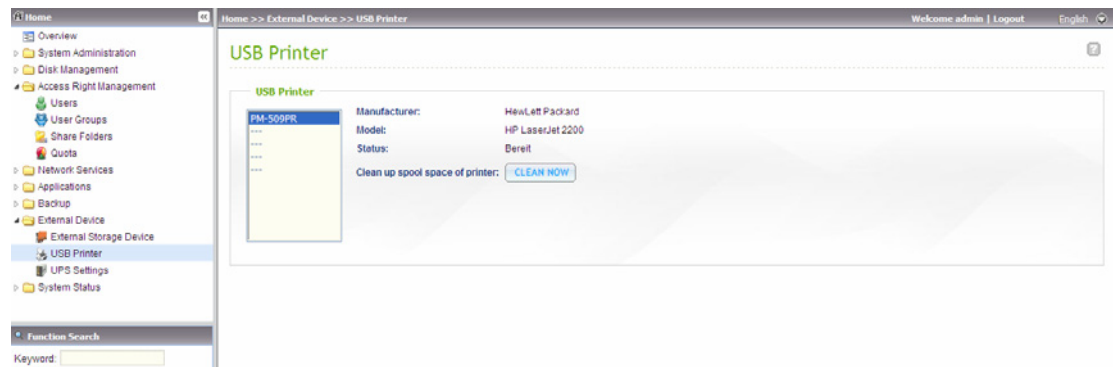 Home
Home >> External Device >> USB Printer
Welcome admin | Logout
English
Overview
System Administration
Disk Management
Access Right Management
Users
User Groups
Share Folders
Quota
Network Services
Applications
Backup
External Device
External Storage Device
USB Printer
UPS Settings
System Status
Function Search
Keyword:
USB Printer
USB Printer
PM-509PR
---
---
---
---
Manufacturer: HewLett Packard
Model: HP LaserJet 2200
Status: Bereit
Clean up spool space of printer: CLEAN NOW